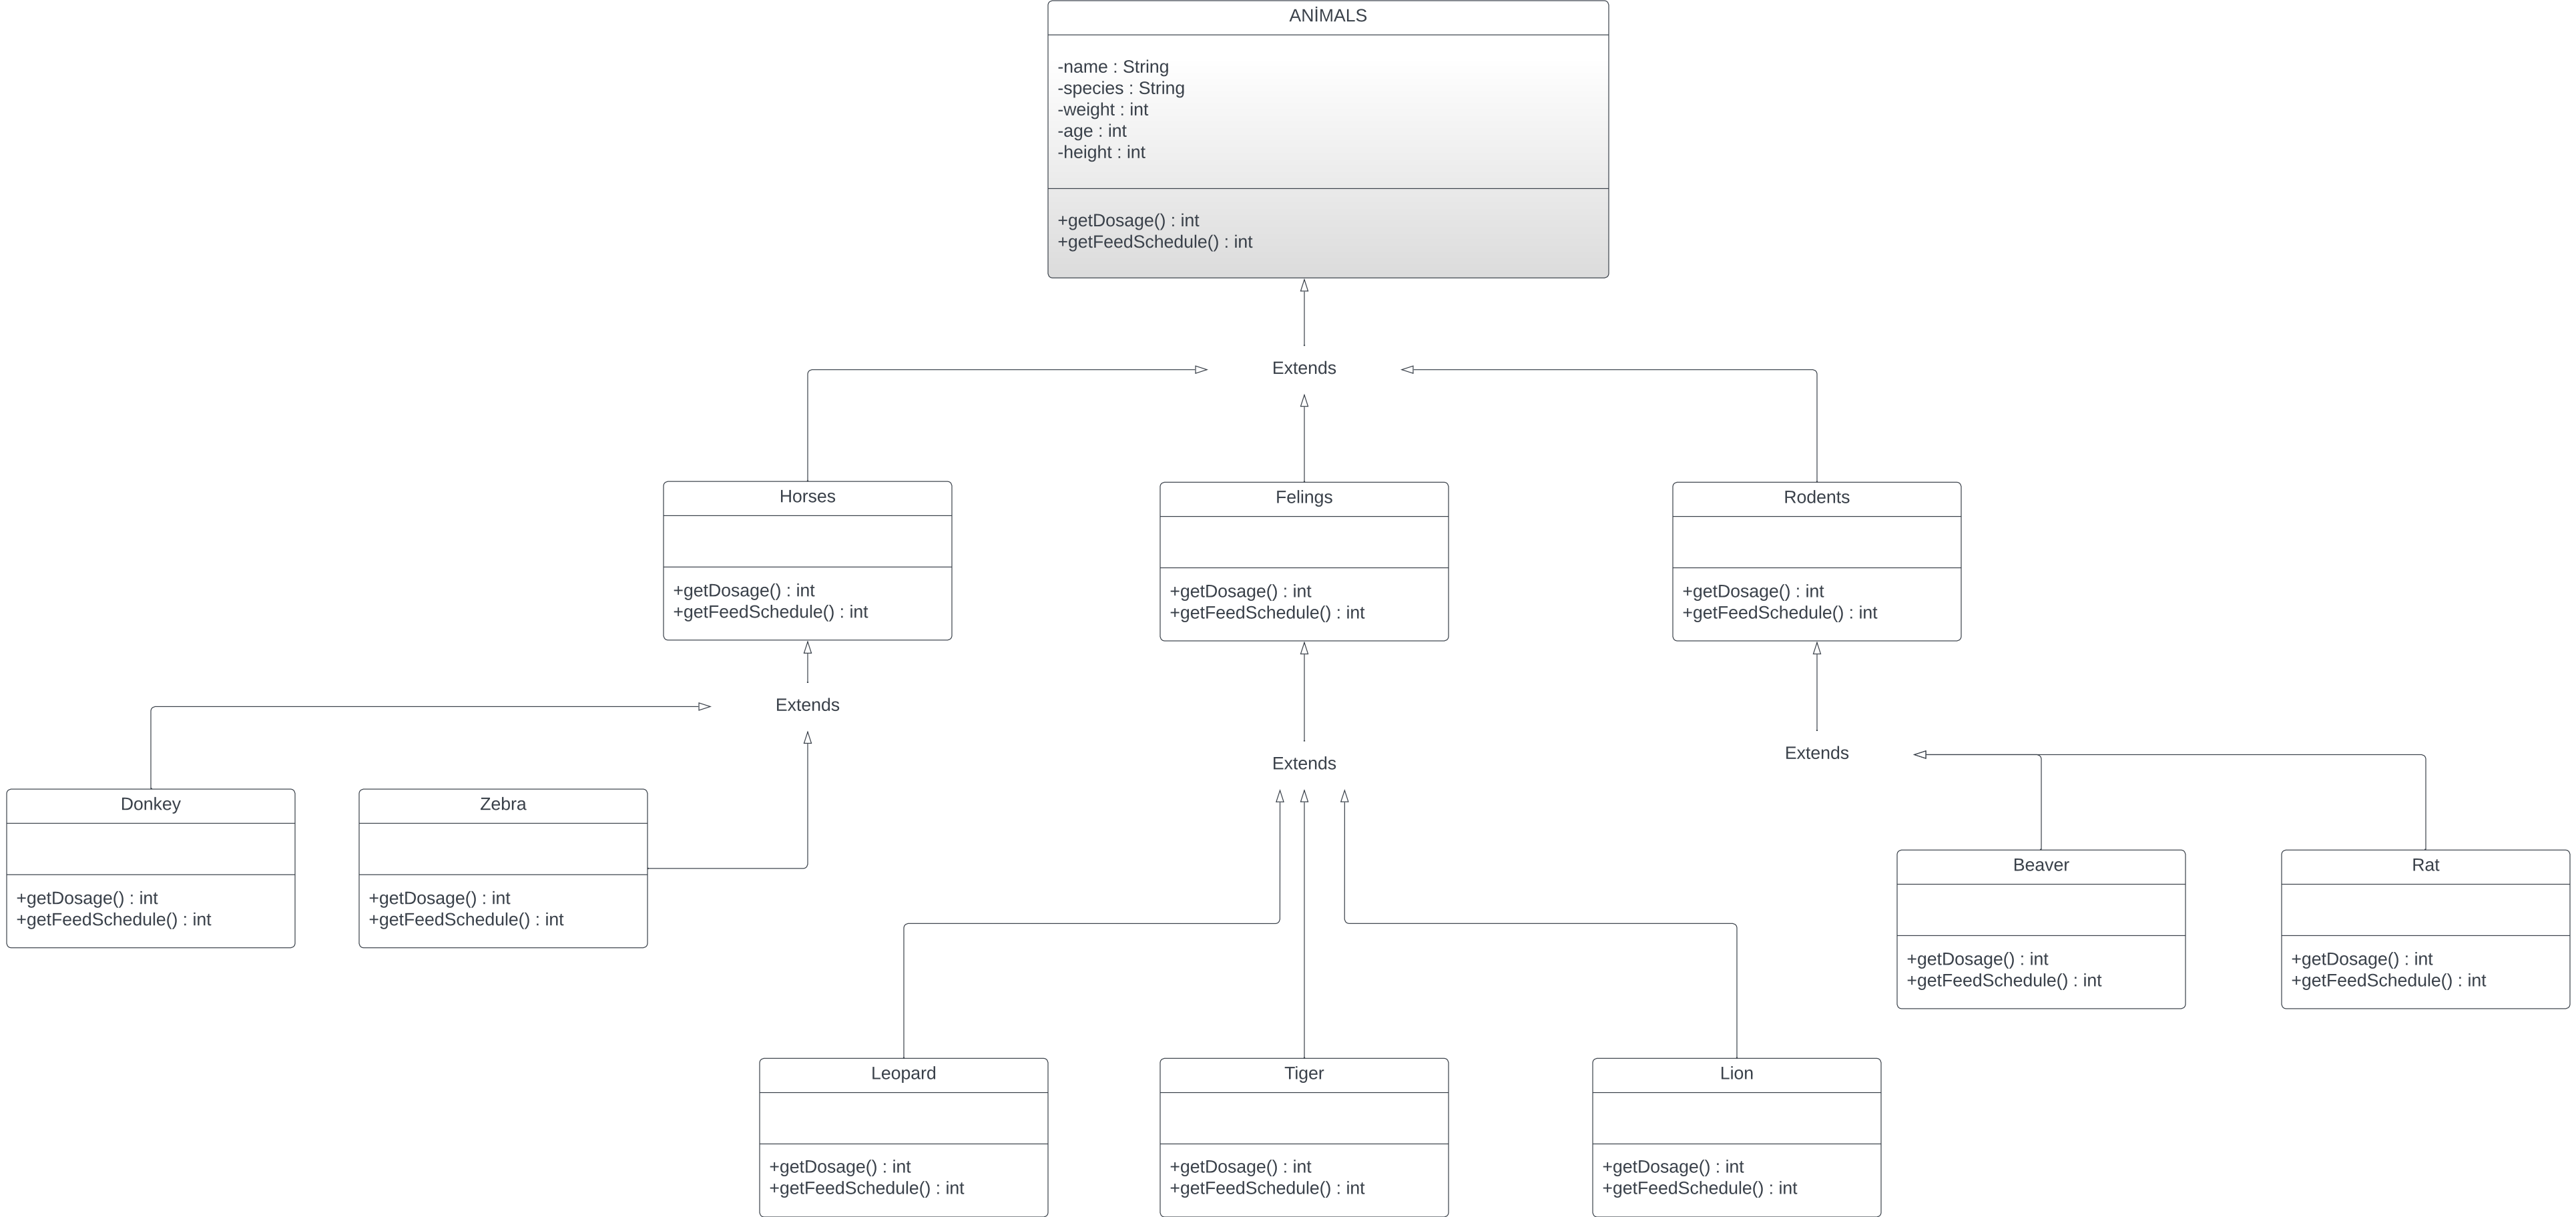 ANİMALS
-name : String
-species : String
-weight : int
-age : int
-height : int
+getDosage() : int
+getFeedSchedule() : int
Extends
Horses
+getDosage() : int
+getFeedSchedule() : int
Felings
+getDosage() : int
+getFeedSchedule() : int
Rodents
+getDosage() : int
+getFeedSchedule() : int
Extends
Extends
Extends
Donkey
+getDosage() : int
+getFeedSchedule() : int
Zebra
+getDosage() : int
+getFeedSchedule() : int
Beaver
+getDosage() : int
+getFeedSchedule() : int
Rat
+getDosage() : int
+getFeedSchedule() : int
Leopard
+getDosage() : int
+getFeedSchedule() : int
Tiger
+getDosage() : int
+getFeedSchedule() : int
Lion
+getDosage() : int
+getFeedSchedule() : int